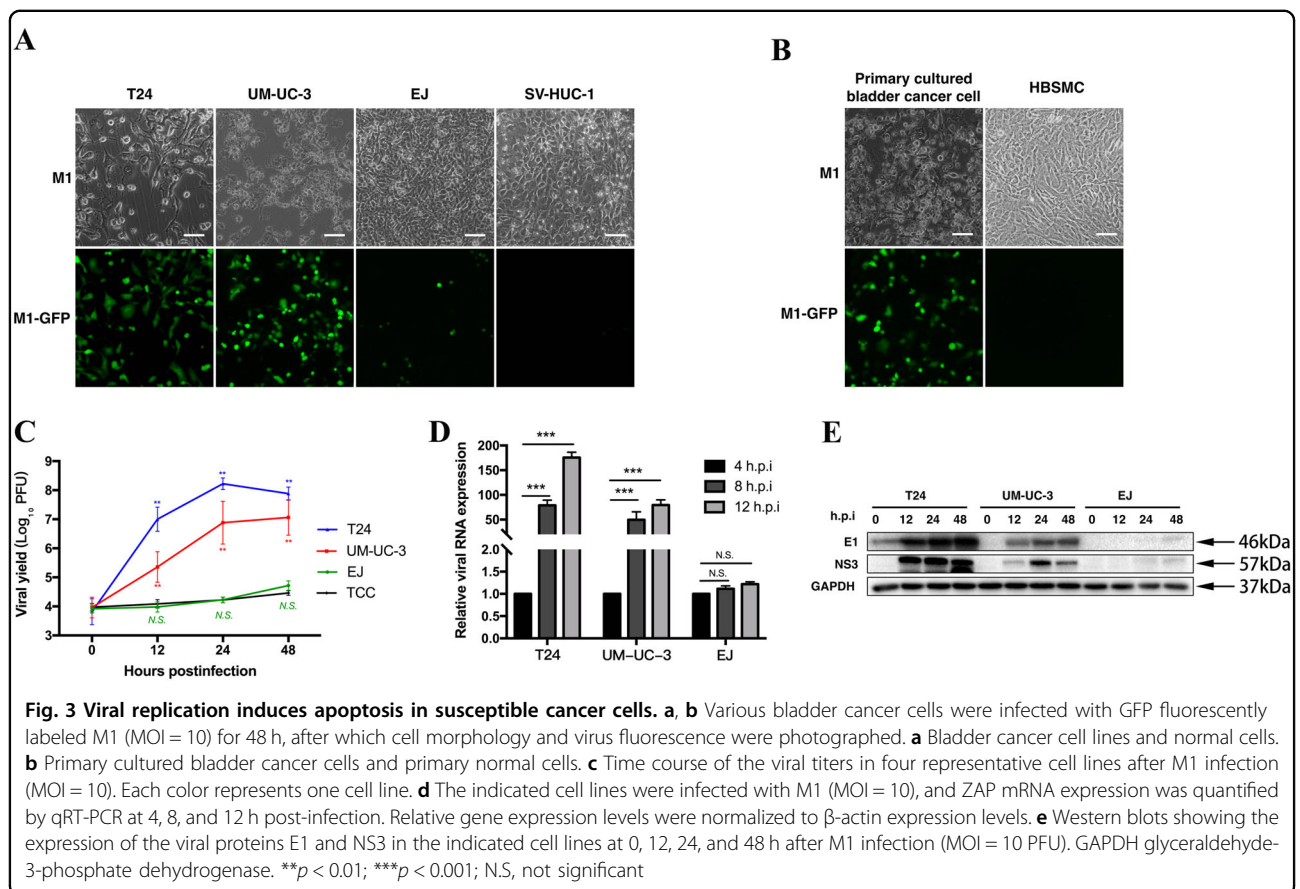 A
T24 UM-UC-3 EJ SV-HUC-1
M1
M1-GFP
B
Primary cultured
bladder cancer cell
HBSMC
M1
M1-GFP
C
Viral yield (Log10 PFU)
9
8
7
6
5
4
3
** ** **
** ** **
N.S. N.S. N.S.
0 12 24 48
Hours postinfection
T24
UM-UC-3
EJ
TCC
D
Relative viral RNA expression
200
150
100
50
2.0
1.5
1.0
0.5
0.0
*** ***
*** ***
N.S. N.S.
T24 UM-UC-3 EJ
4 h.p.i
8 h.p.i
12 h.p.i
E
T24 UM-UC-3 EJ
h.p.i 0 12 24 48 0 12 24 48 0 12 24 48
E1 46kDa
NS3 57kDa
GAPDH 37kDa
Fig. 3 Viral replication induces apoptosis in susceptible cancer cells. a, b Various bladder cancer cells were infected with GFP fluorescently
labeled M1 (MOI = 10) for 48 h, after which cell morphology and virus fluorescence were photographed. a Bladder cancer cell lines and normal cells.
b Primary cultured bladder cancer cells and primary normal cells. c Time course of the viral titers in four representative cell lines after M1 infection
(MOI = 10). Each color represents one cell line. d The indicated cell lines were infected with M1 (MOI = 10), and ZAP mRNA expression was quantified
by qRT-PCR at 4, 8, and 12 h post-infection. Relative gene expression levels were normalized to β-actin expression levels. e Western blots showing the
expression of the viral proteins E1 and NS3 in the indicated cell lines at 0, 12, 24, and 48 h after M1 infection (MOI = 10 PFU). GAPDH glyceraldehyde-
3-phosphate dehydrogenase. **p < 0.01; ***p < 0.001; N.S, not significant